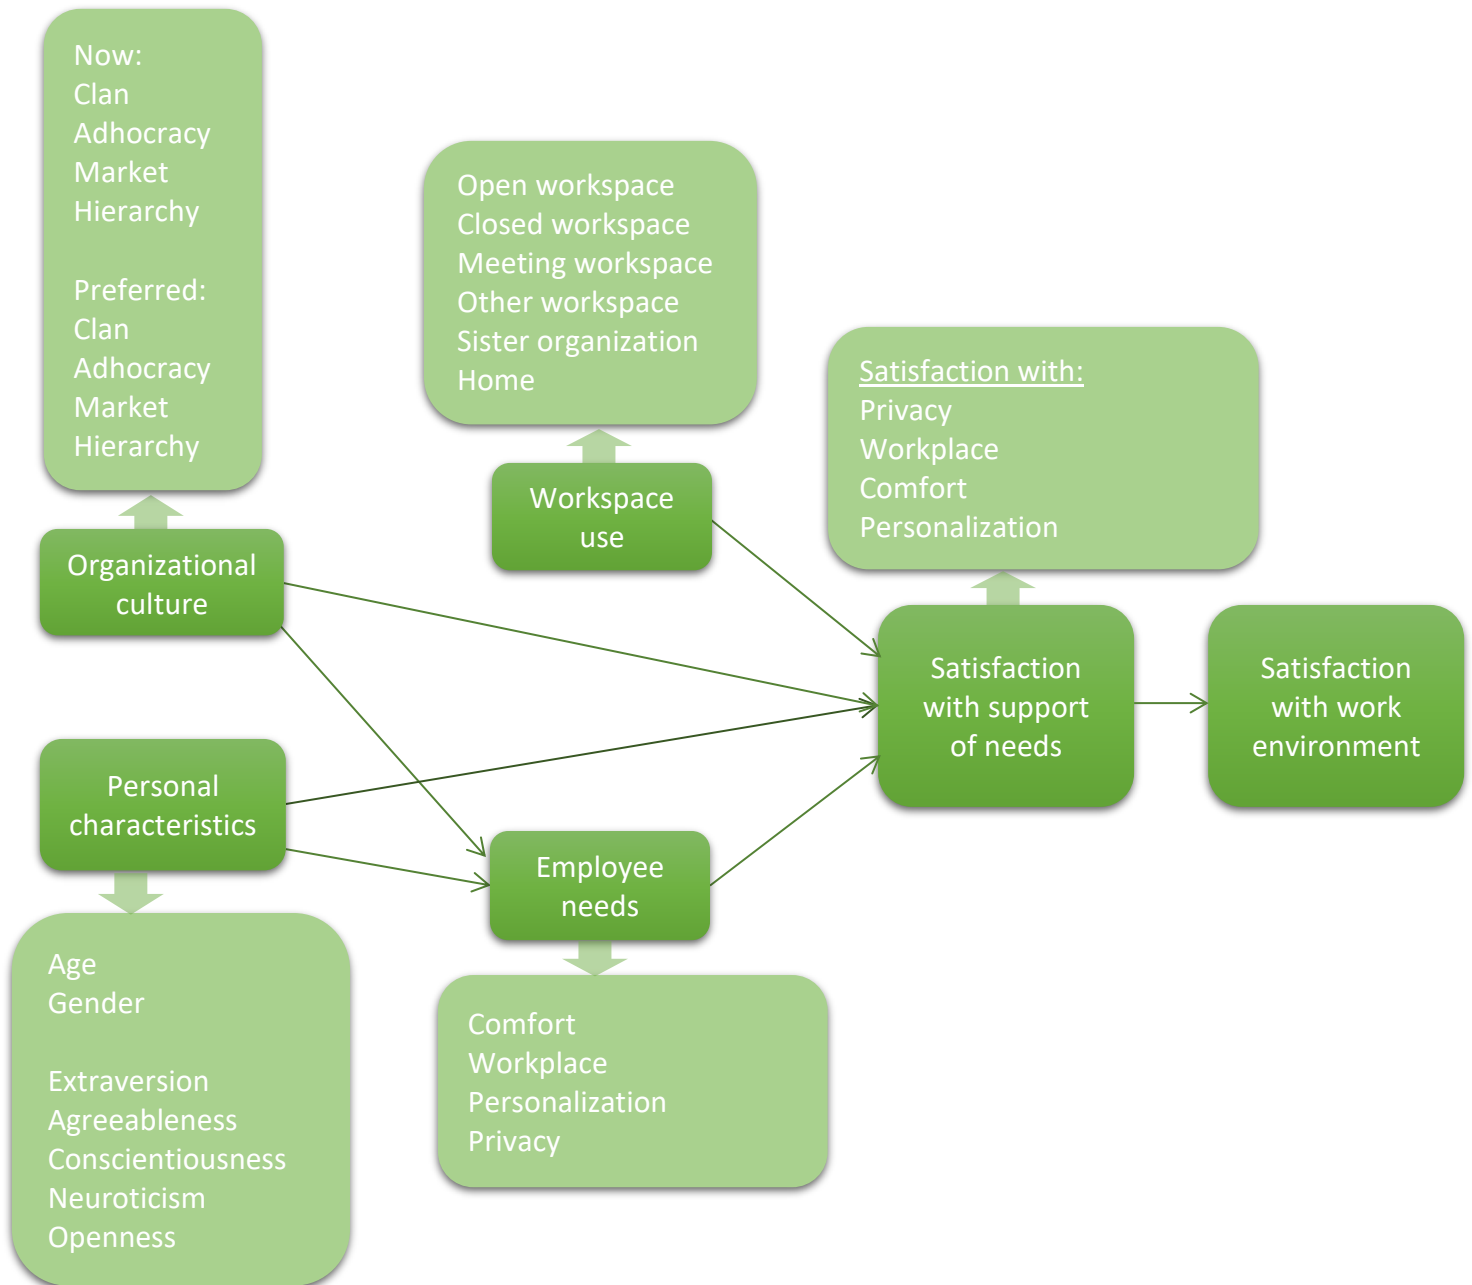 Now:
Clan
Adhocracy
Market
Hierarchy
Preferred:
Clan
Adhocracy
Market
Hierarchy
Organizational
culture
Personal
characteristics
Age
Gender
Extraversion
Agreeableness
Conscientiousness
Neuroticism
Openness
Open workspace
Closed workspace
Meeting workspace
Other workspace
Sister organization
Home
Workspace
use
Employee
needs
Comfort
Workplace
Personalization
Privacy
Satisfaction with:
Privacy
Workplace
Comfort
Personalization
Satisfaction
with support
of needs
Satisfaction
with work
environment